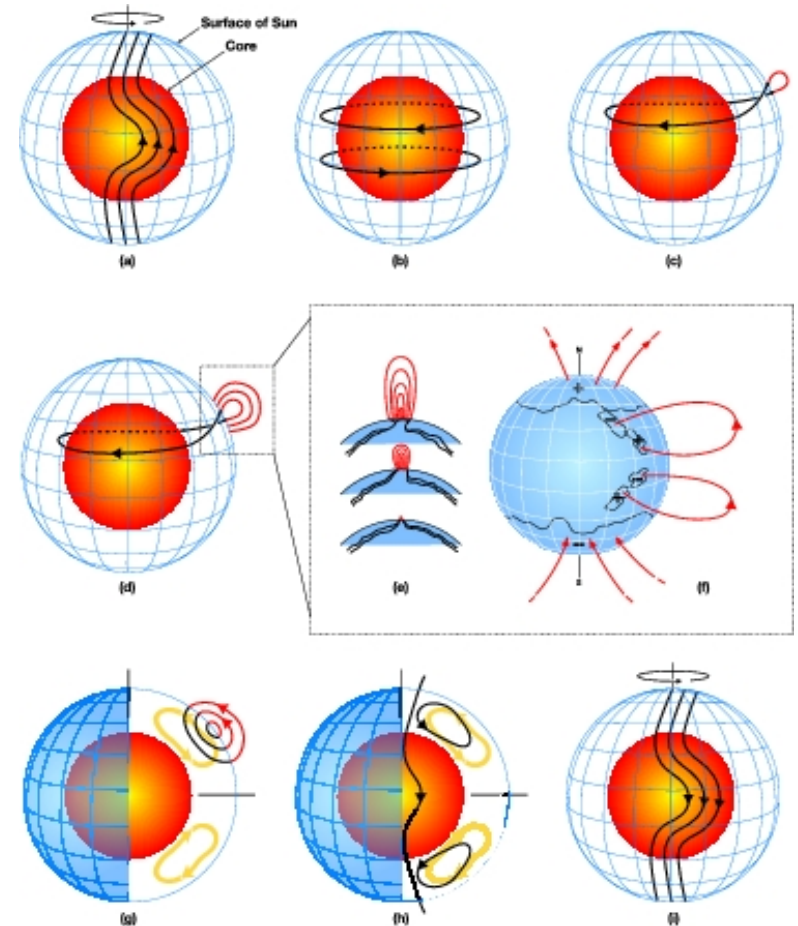 Surface of Sun
Core
(a)
(b)
(c)
(d)
(e)
N
+
S
(f)
(g)
(h)
(i)